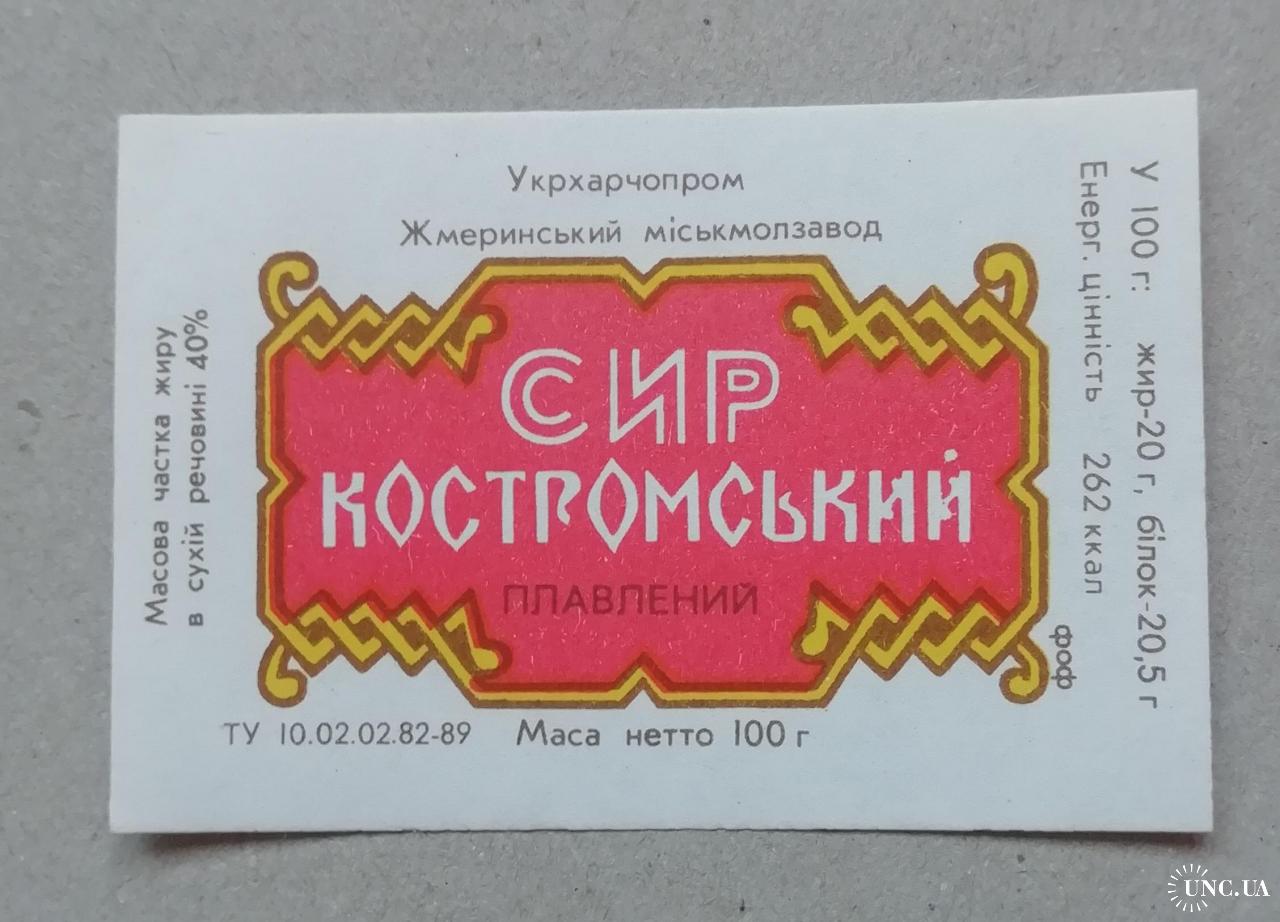 Укрхарчопром
Жмеринський міськмолзавод
СИР
КОСТРОМСЬКИЙ
ПЛАВЛЕНИЙ
ТУ 10.02.02.82-89 Маса нетто 100 г
Масова частка жиру
в сухій речовині 40%
У 100 г: жир-20 г, білок-20,5 г
Енерг. цінність 262 ккал
фоф
UNC.UA